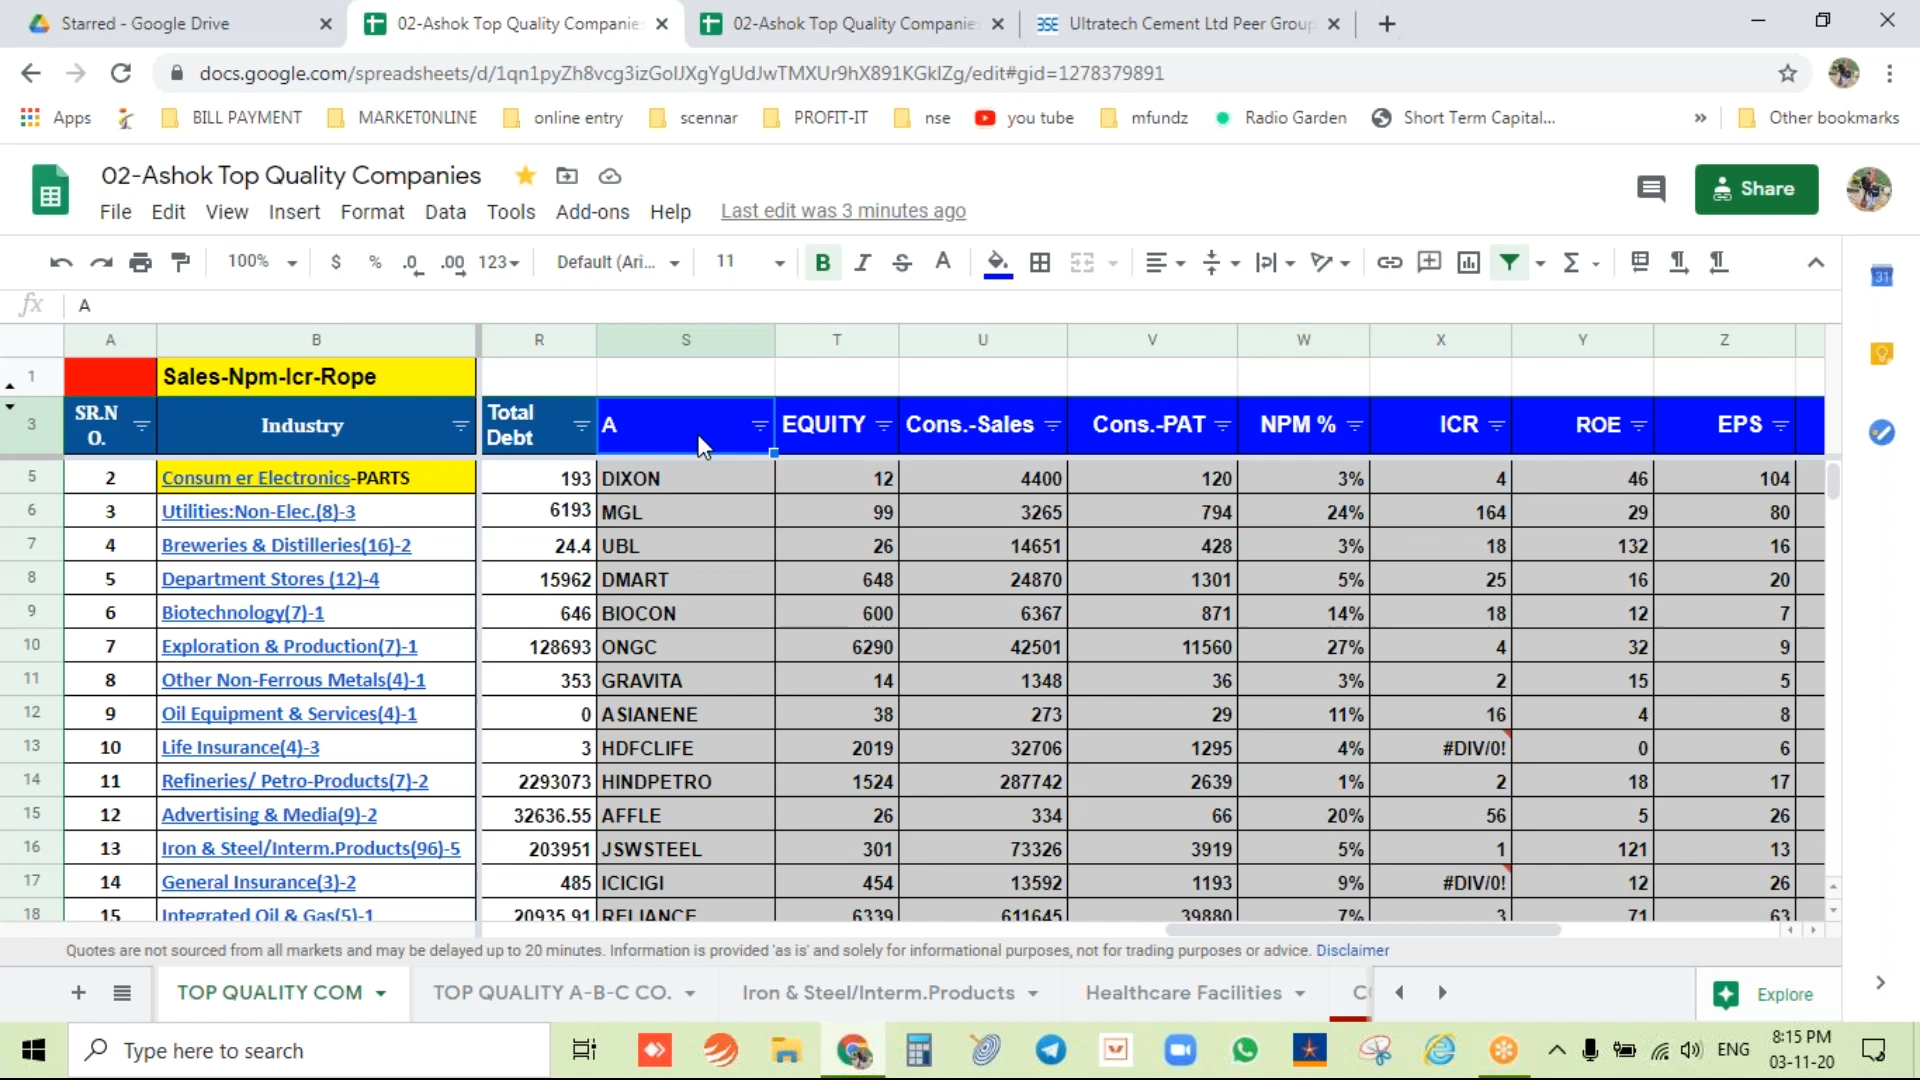 Starred - Google Drive
02-Ashok Top Quality Companie
02-Ashok Top Quality Companie
BSE Ultratech Cement Ltd Peer Group
docs.google.com/spreadsheets/d/1qn1pyZh8vcg3izGolJXgYgUdJwTMXUr9hX891KGkIZg/edit#gid=1278379891
Apps BILL PAYMENT MARKET0NLINE online entry scennar PROFIT-IT nse you tube mfundz Radio Garden Short Term Capital... » Other bookmarks
02-Ashok Top Quality Companies
Share
File Edit View Insert Format Data Tools Add-ons Help Last edit was 3 minutes ago
100% $ % .0 .00 123 Default (Ari... 11 B I S A
31
fx A
A B R S T U V W X Y Z
1 Sales-Npm-Icr-Rope
3 SR.N O. Industry Total Debt A EQUITY Cons.-Sales Cons.-PAT NPM % ICR ROE EPS
5 2 Consum er Electronics-PARTS 193 DIXON 12 4400 120 3% 4 46 104
6 3 Utilities:Non-Elec.(8)-3 6193 MGL 99 3265 794 24% 164 29 80
7 4 Breweries & Distilleries(16)-2 24.4 UBL 26 14651 428 3% 18 132 16
8 5 Department Stores (12)-4 15962 DMART 648 24870 1301 5% 25 16 20
9 6 Biotechnology(7)-1 646 BIOCON 600 6367 871 14% 18 12 7
10 7 Exploration & Production(7)-1 128693 ONGC 6290 42501 11560 27% 4 32 9
11 8 Other Non-Ferrous Metals(4)-1 353 GRAVITA 14 1348 36 3% 2 15 5
12 9 Oil Equipment & Services(4)-1 0 ASIANENE 38 273 29 11% 16 4 8
13 10 Life Insurance(4)-3 3 HDFCLIFE 2019 32706 1295 4% #DIV/0! 0 6
14 11 Refineries/ Petro-Products(7)-2 2293073 HINDPETRO 1524 287742 2639 1% 2 18 17
15 12 Advertising & Media(9)-2 32636.55 AFFLE 26 334 66 20% 56 5 26
16 13 Iron & Steel/Interm.Products(96)-5 203951 JSWSTEEL 301 73326 3919 5% 1 121 13
17 14 General Insurance(3)-2 485 ICICIGI 454 13592 1193 9% #DIV/0! 12 26
18 15 Integrated Oil & Gas(5)-1 20935.91 RELIANCE 6339 611645 39880 7% 3 71 63
Quotes are not sourced from all markets and may be delayed up to 20 minutes. Information is provided 'as is' and solely for informational purposes, not for trading purposes or advice. Disclaimer
TOP QUALITY COM TOP QUALITY A-B-C CO. Iron & Steel/Interm.Products Healthcare Facilities Explore
Type here to search
ENG
8:15 PM
03-11-20